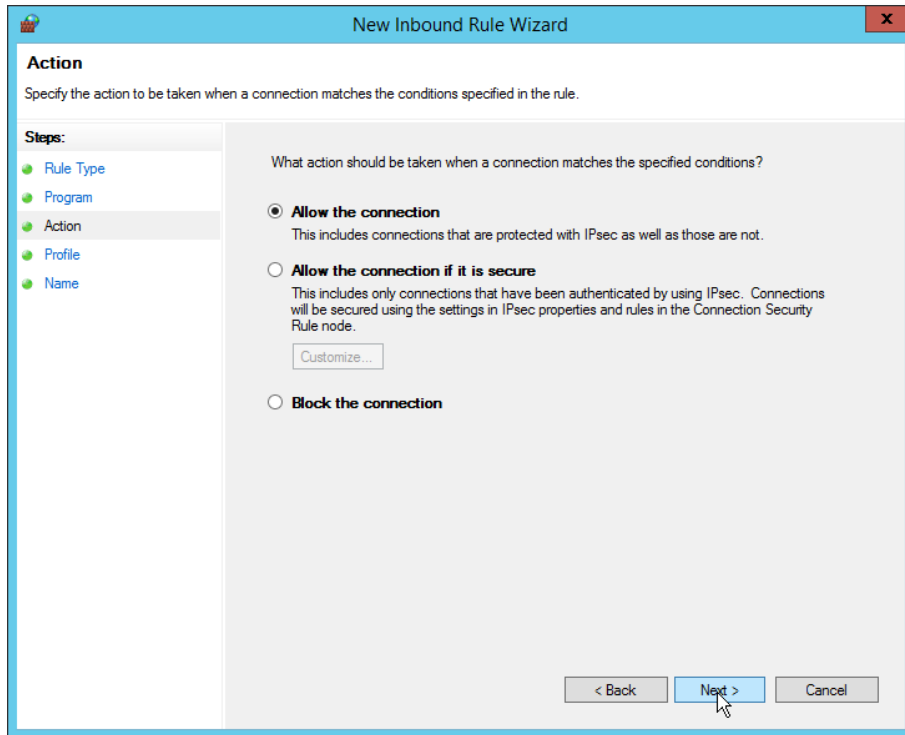 New Inbound Rule Wizard
x
Action
Specify the action to be taken when a connection matches the conditions specified in the rule.
Steps:
Rule Type
Program
Action
Profile
Name
What action should be taken when a connection matches the specified conditions?
Allow the connection
This includes connections that are protected with IPsec as well as those are not.
Allow the connection if it is secure
This includes only connections that have been authenticated by using IPsec. Connections
will be secured using the settings in IPsec properties and rules in the Connection Security
Rule node.
Customize...
Block the connection
< Back
Next >
Cancel